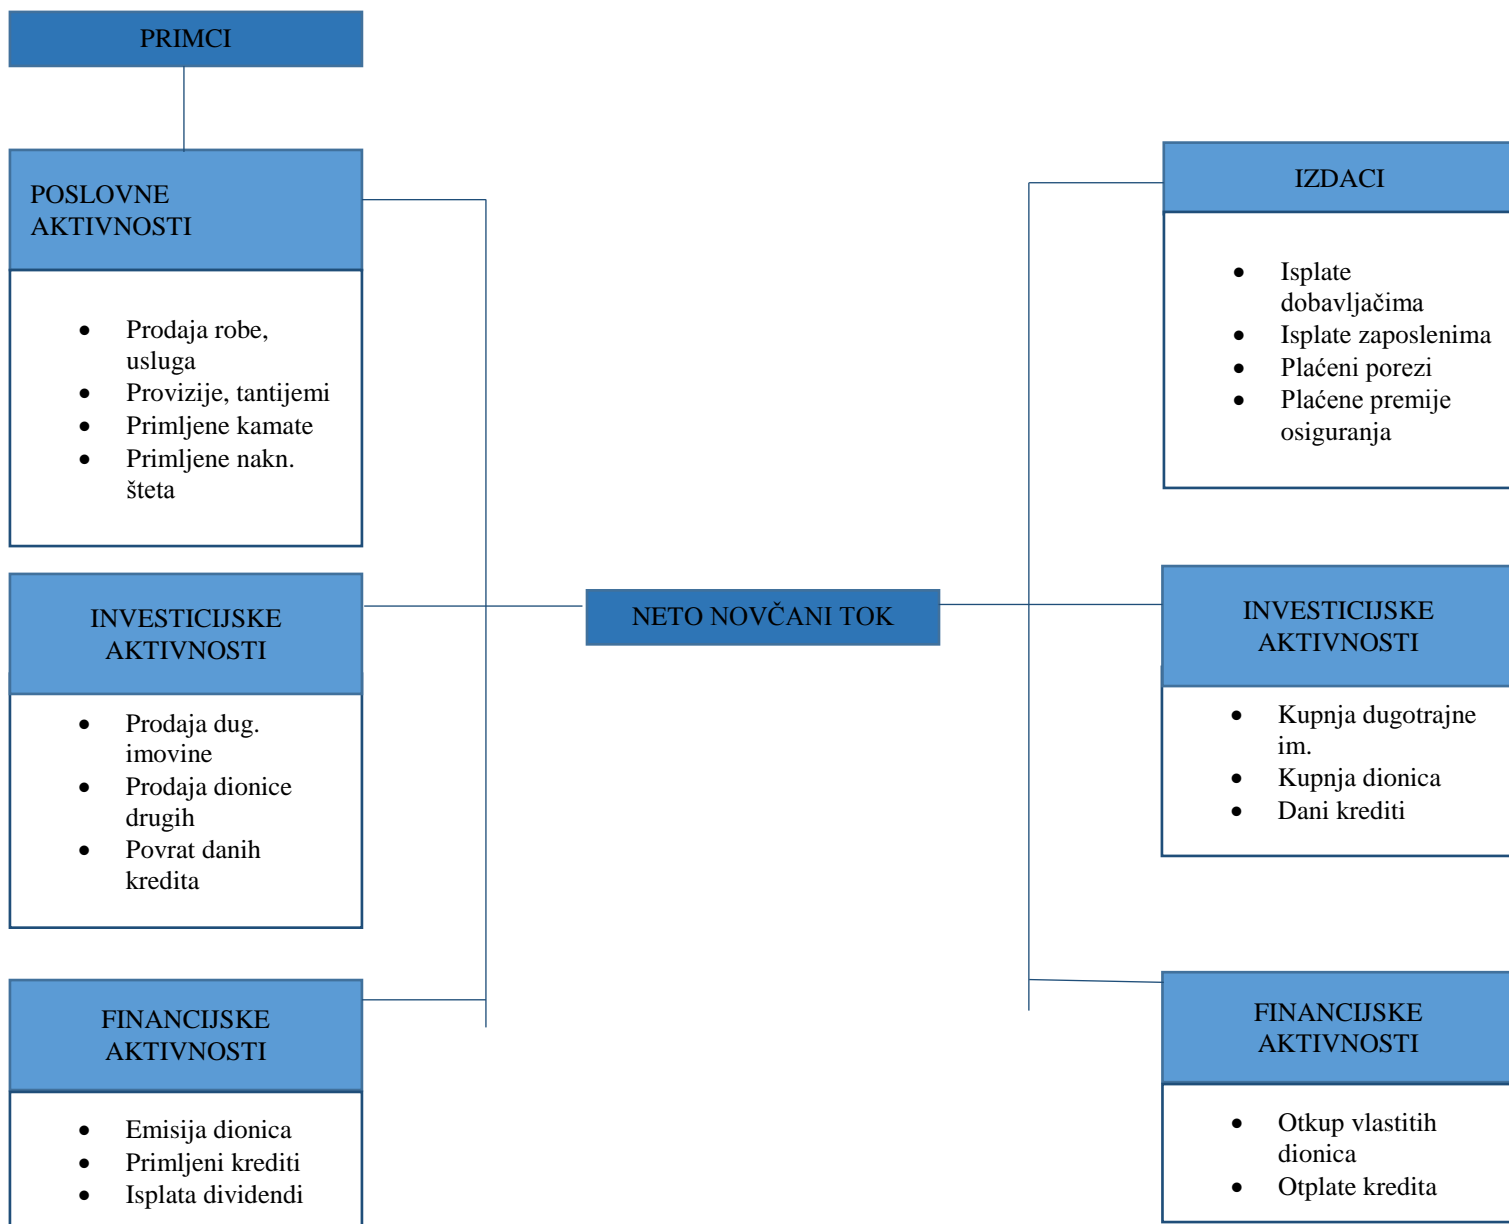 PRIMCI
POSLOVNE
AKTIVNOSTI
• Prodaja robe,
usluga
• Provizije, tantijemi
• Primljene kamate
• Primljene nakn.
šteta
INVESTICIJSKE
AKTIVNOSTI
• Prodaja dug.
imovine
• Prodaja dionice
drugih
• Povrat danih
kredita
FINANCIJSKE
AKTIVNOSTI
• Emisija dionica
• Primljeni krediti
• Isplata dividendi
NETO NOVČANI TOK
IZDACI
• Isplate
dobavljačima
• Isplate zaposlenima
• Plaćeni porezi
• Plaćene premije
osiguranja
INVESTICIJSKE
AKTIVNOSTI
• Kupnja dugotrajne
im.
• Kupnja dionica
• Dani krediti
FINANCIJSKE
AKTIVNOSTI
• Otkup vlastitih
dionica
• Otplate kredita